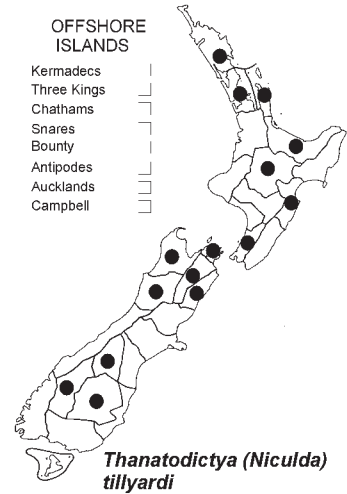 OFFSHORE
ISLANDS
Kermadecs
Three Kings
Chathams
Snares
Bounty
Antipodes
Aucklands
Campbell
Thanatodictya (Niculda)
tillyardi